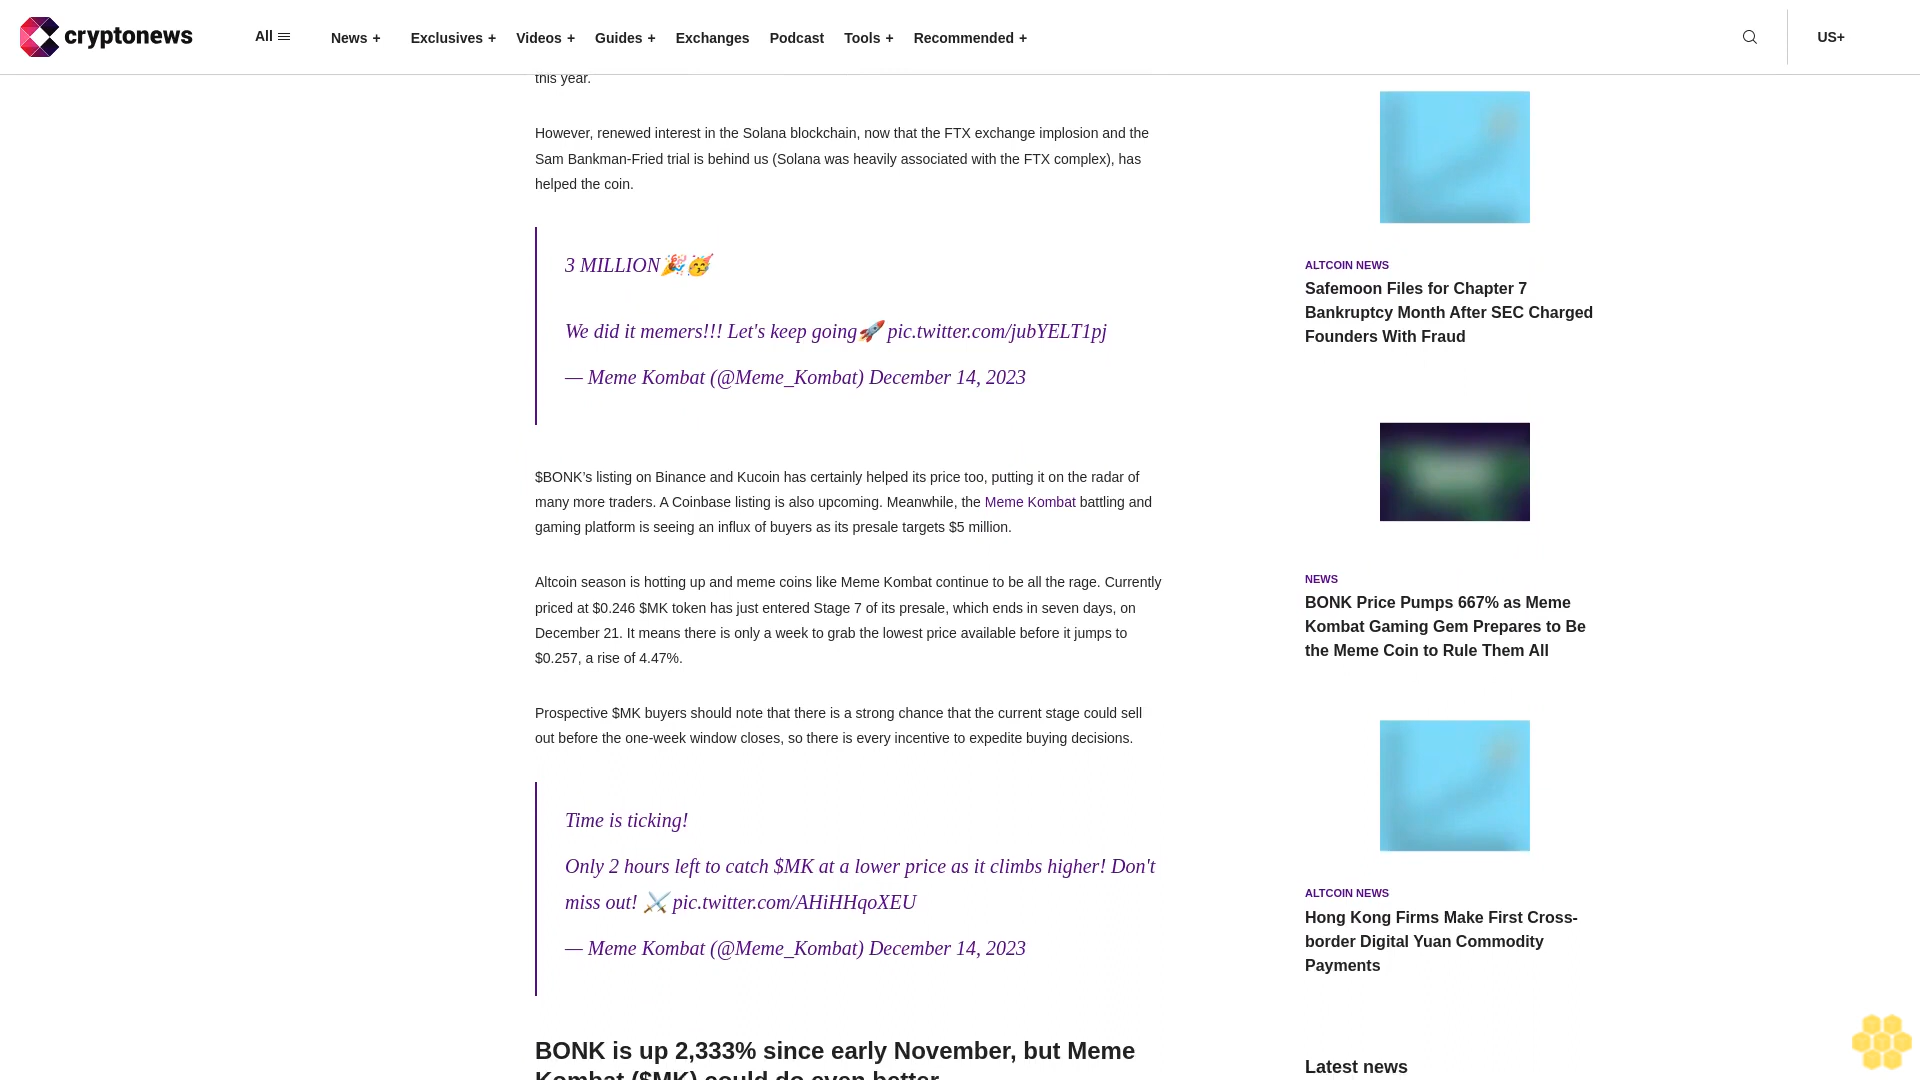 cryptonews
All
News +
Exclusives +
Videos +
Guides +
Exchanges
Podcast
Tools +
Recommended +
US+
this year.
However, renewed interest in the Solana blockchain, now that the FTX exchange implosion and the
Sam Bankman-Fried trial is behind us (Solana was heavily associated with the FTX complex), has
helped the coin.
3 MILLION🎉🥳
We did it memers!!! Let's keep going🚀 pic.twitter.com/jubYELT1pj
— Meme Kombat (@Meme_Kombat) December 14, 2023
$BONK’s listing on Binance and Kucoin has certainly helped its price too, putting it on the radar of
many more traders. A Coinbase listing is also upcoming. Meanwhile, the Meme Kombat battling and
gaming platform is seeing an influx of buyers as its presale targets $5 million.
Altcoin season is hotting up and meme coins like Meme Kombat continue to be all the rage. Currently
priced at $0.246 $MK token has just entered Stage 7 of its presale, which ends in seven days, on
December 21. It means there is only a week to grab the lowest price available before it jumps to
$0.257, a rise of 4.47%.
Prospective $MK buyers should note that there is a strong chance that the current stage could sell
out before the one-week window closes, so there is every incentive to expedite buying decisions.
Time is ticking!
Only 2 hours left to catch $MK at a lower price as it climbs higher! Don't
miss out! ⚔️ pic.twitter.com/AHiHHqoXEU
— Meme Kombat (@Meme_Kombat) December 14, 2023
BONK is up 2,333% since early November, but Meme
Kombat ($MK) could do even better
ALTCOIN NEWS
Safemoon Files for Chapter 7
Bankruptcy Month After SEC Charged
Founders With Fraud
NEWS
BONK Price Pumps 667% as Meme
Kombat Gaming Gem Prepares to Be
the Meme Coin to Rule Them All
ALTCOIN NEWS
Hong Kong Firms Make First Cross-
border Digital Yuan Commodity
Payments
Latest news